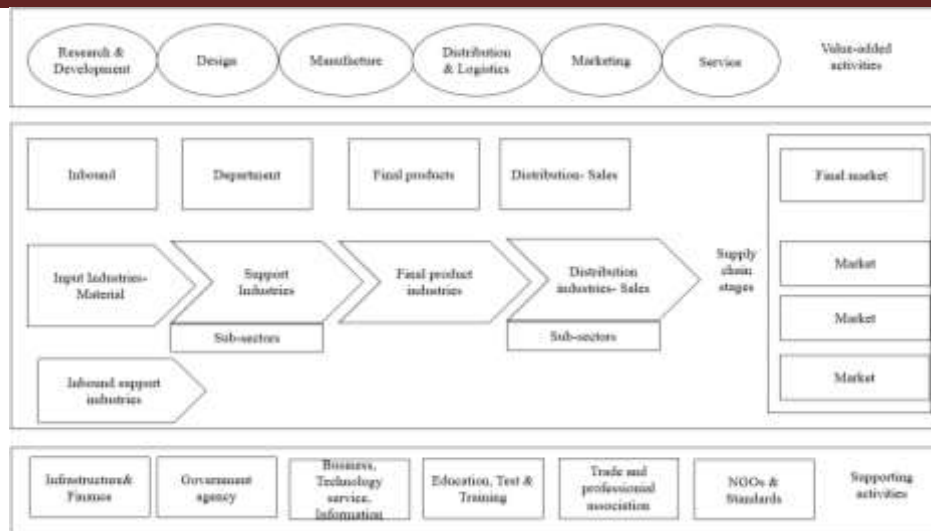 Research &
Development
Design
Manufacture
Distribution
& Logistics
Marketing
Service
Value-added
activities
Inbound
Department
Final products
Distribution- Sales
Final market
Input Industries-
Material
Support
Industries
Final product
industries
Distribution
industries- Sales
Supply
chain
stages
Market
Sub-sectors
Sub-sectors
Market
Inbound support
industries
Market
Infrastructure&
Finance
Government
agency
Business,
Technology
service,
Information
Education, Test &
Training
Trade and
professional
association
NGOs &
Standards
Supporting
activities